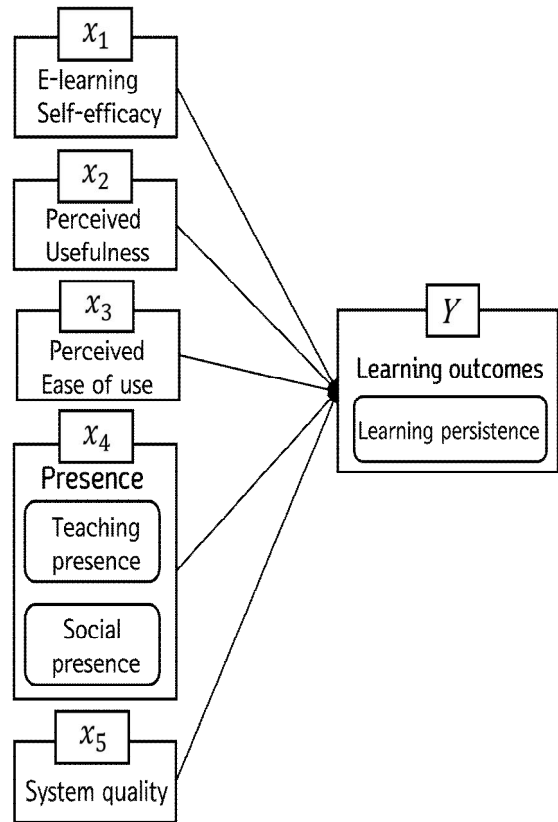 x₁
E-learning
Self-efficacy
x₂
Perceived
Usefulness
x₃
Perceived
Ease of use
x₄
Presence
Teaching
presence
Social
presence
x₅
System quality
Y
Learning outcomes
Learning persistence